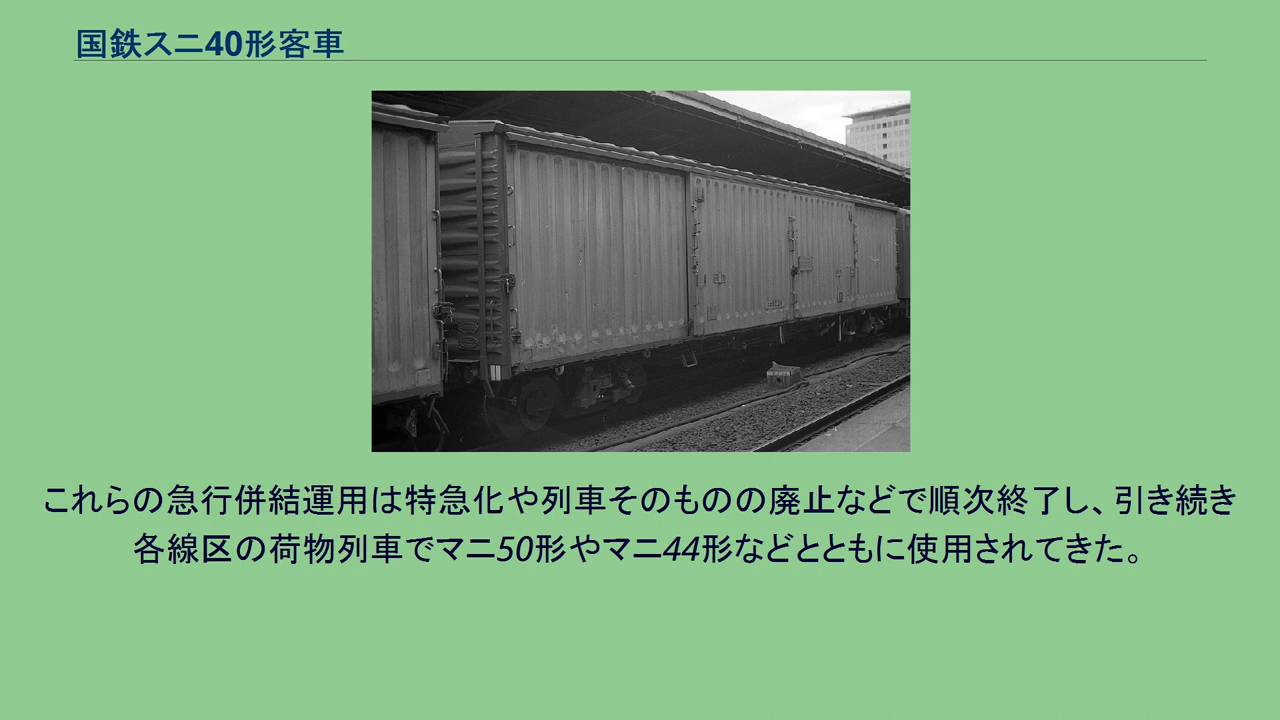 国鉄スニ40形客車
これらの急行併結運用は特急化や列車そのものの廃止などで順次終了し、引き続き
各線区の荷物列車でマニ50形やマニ44形などとともに使用されてきた。